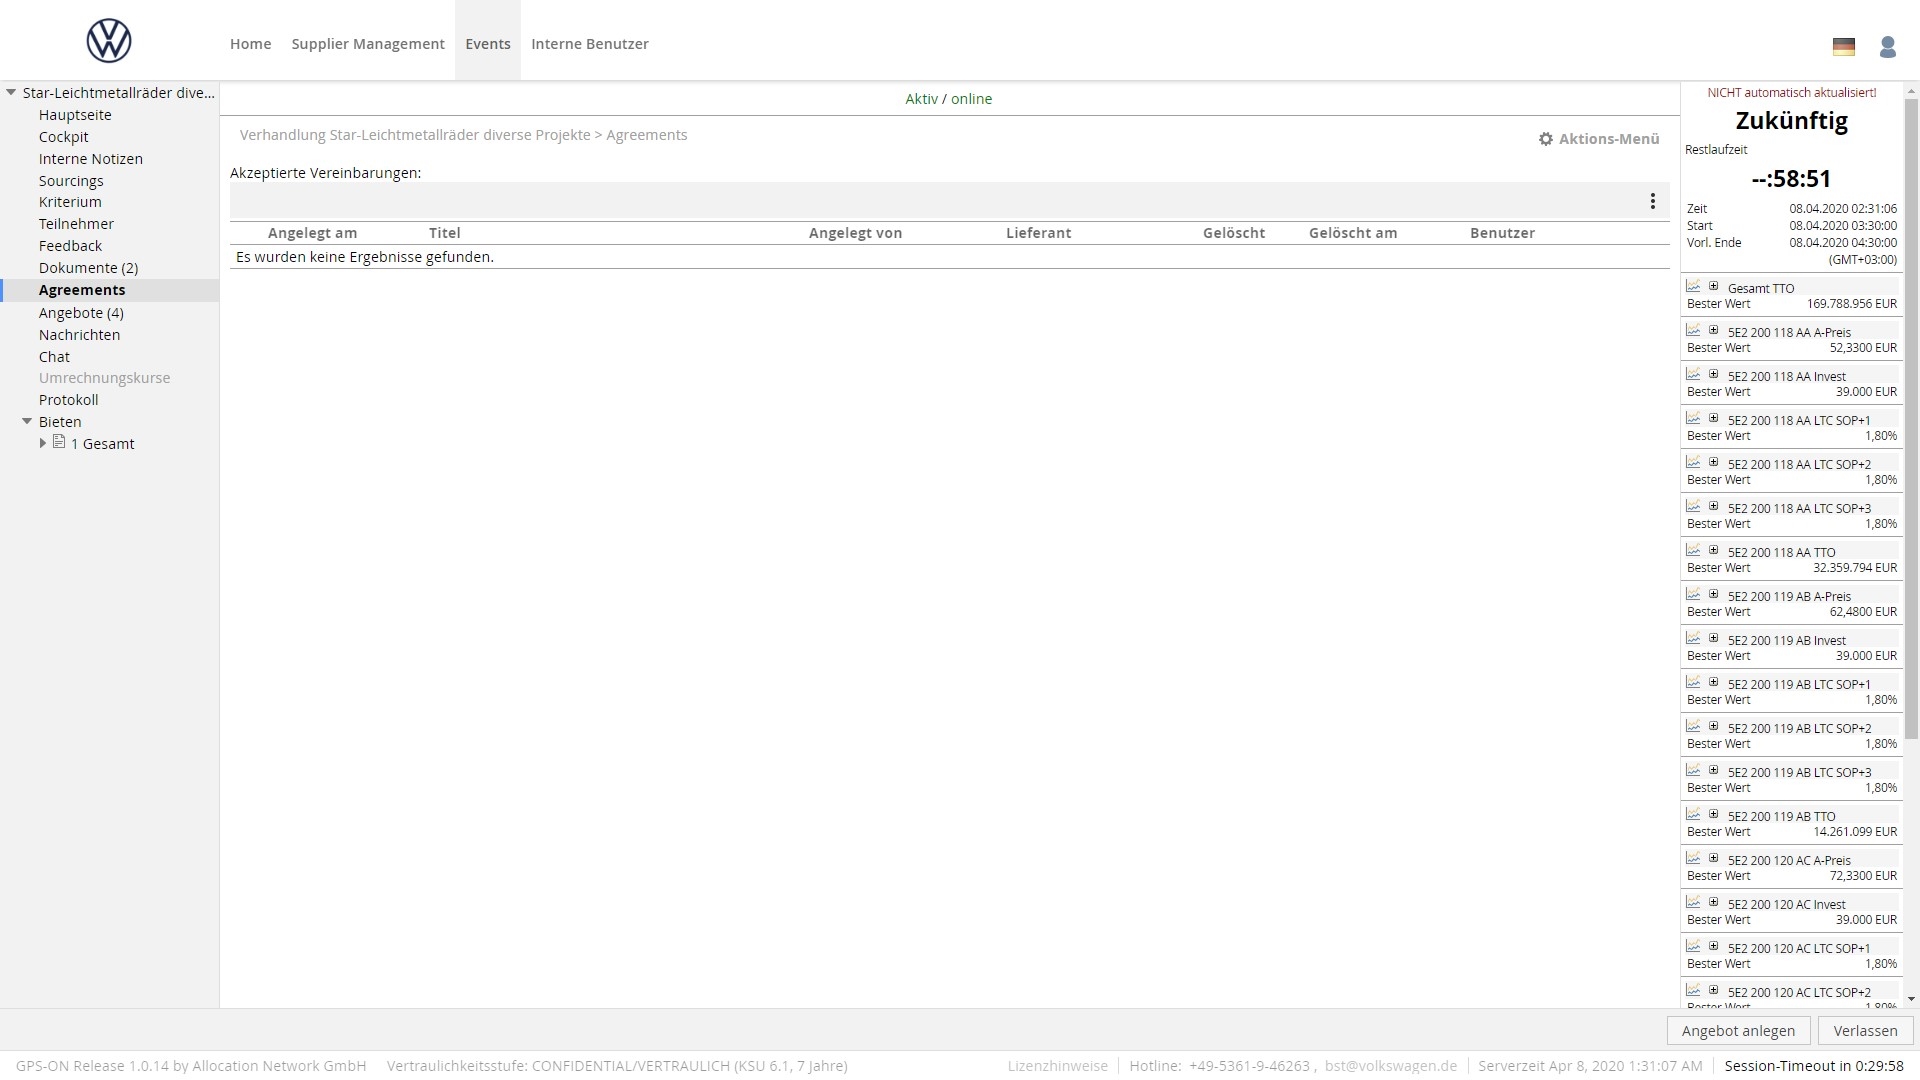 Home Supplier Management Events Interne Benutzer
Star-Leichtmetallräder dive...
Hauptseite
Cockpit
Interne Notizen
Sourcings
Kriterium
Teilnehmer
Feedback
Dokumente (2)
Agreements
Angebote (4)
Nachrichten
Chat
Umrechnungskurse
Protokoll
Bieten
1 Gesamt
Aktiv / online
Verhandlung Star-Leichtmetallräder diverse Projekte > Agreements
Aktions-Menü
Akzeptierte Vereinbarungen:
Angelegt am Titel Angelegt von Lieferant Gelöscht Gelöscht am Benutzer
Es wurden keine Ergebnisse gefunden.
NICHT automatisch aktualisiert!
Zukünftig
Restlaufzeit
--:58:51
Zeit 08.04.2020 02:31:06
Start 08.04.2020 03:30:00
Vorl. Ende 08.04.2020 04:30:00
(GMT+03:00)
Gesamt TTO
Bester Wert 169.788.956 EUR
5E2 200 118 AA A-Preis
Bester Wert 52,3300 EUR
5E2 200 118 AA Invest
Bester Wert 39.000 EUR
5E2 200 118 AA LTC SOP+1
Bester Wert 1,80%
5E2 200 118 AA LTC SOP+2
Bester Wert 1,80%
5E2 200 118 AA LTC SOP+3
Bester Wert 1,80%
5E2 200 118 AA TTO
Bester Wert 32.359.794 EUR
5E2 200 119 AB A-Preis
Bester Wert 62,4800 EUR
5E2 200 119 AB Invest
Bester Wert 39.000 EUR
5E2 200 119 AB LTC SOP+1
Bester Wert 1,80%
5E2 200 119 AB LTC SOP+2
Bester Wert 1,80%
5E2 200 119 AB LTC SOP+3
Bester Wert 1,80%
5E2 200 119 AB TTO
Bester Wert 14.261.099 EUR
5E2 200 120 AC A-Preis
Bester Wert 72,3300 EUR
5E2 200 120 AC Invest
Bester Wert 39.000 EUR
5E2 200 120 AC LTC SOP+1
Bester Wert 1,80%
5E2 200 120 AC LTC SOP+2
Bester Wert 1,80%
Angebot anlegen Verlassen
GPS-ON Release 1.0.14 by Allocation Network GmbH Vertraulichkeitsstufe: CONFIDENTIAL/VERTRAULICH (KSU 6.1, 7 Jahre) Lizenzhinweise Hotline: +49-5361-9-46263 , bst@volkswagen.de Serverzeit Apr 8, 2020 1:31:07 AM Session-Timeout in 0:29:58